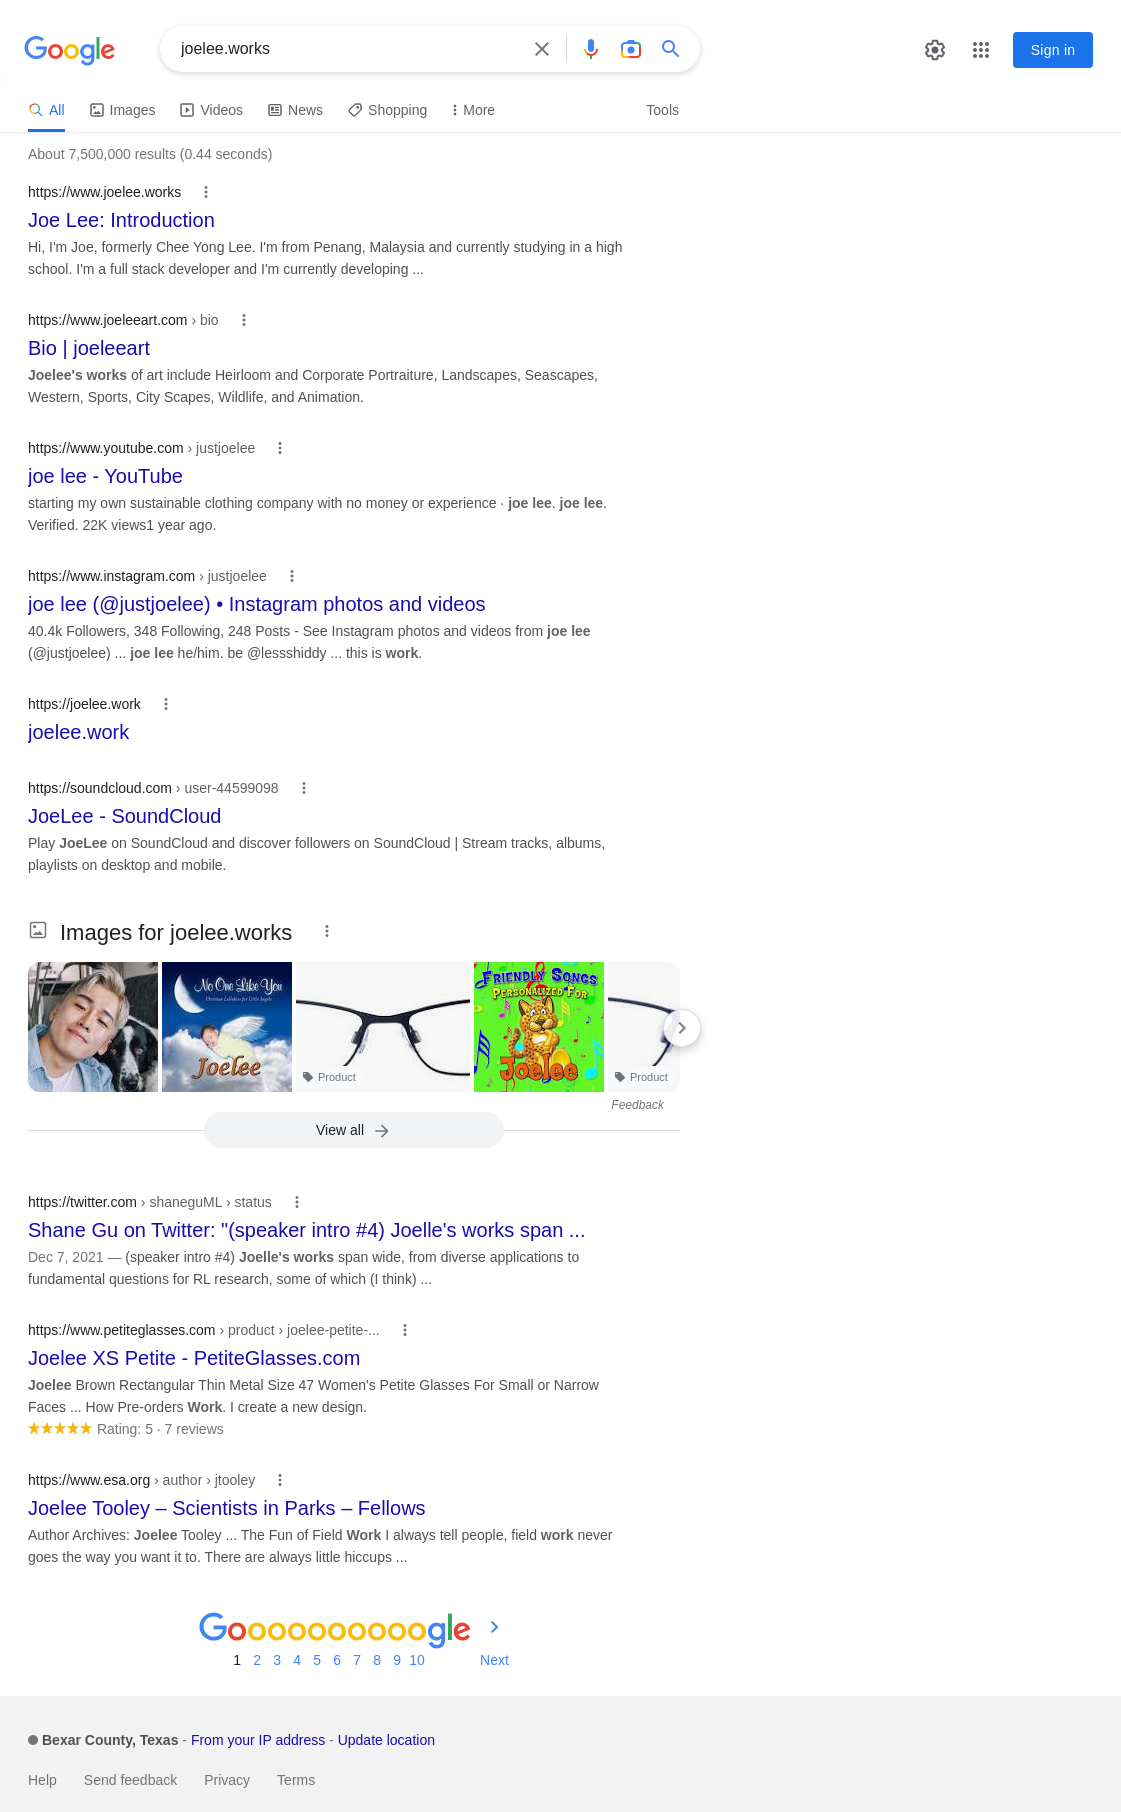 Google
joelee.works
Sign in
All
Images
Videos
News
Shopping
More
Tools
About 7,500,000 results (0.44 seconds)
https://www.joelee.works
Joe Lee: Introduction
Hi, I'm Joe, formerly Chee Yong Lee. I'm from Penang, Malaysia and currently studying in a high
school. I'm a full stack developer and I'm currently developing ...
https://www.joeleeart.com › bio
Bio | joeleeart
Joelee's works of art include Heirloom and Corporate Portraiture, Landscapes, Seascapes,
Western, Sports, City Scapes, Wildlife, and Animation.
https://www.youtube.com › justjoelee
joe lee - YouTube
starting my own sustainable clothing company with no money or experience · joe lee. joe lee.
Verified. 22K views1 year ago.
https://www.instagram.com › justjoelee
joe lee (@justjoelee) • Instagram photos and videos
40.4k Followers, 348 Following, 248 Posts - See Instagram photos and videos from joe lee
(@justjoelee) ... joe lee he/him. be @lessshiddy ... this is work.
https://joelee.work
joelee.work
https://soundcloud.com › user-44599098
JoeLee - SoundCloud
Play JoeLee on SoundCloud and discover followers on SoundCloud | Stream tracks, albums,
playlists on desktop and mobile.
Images for joelee.works
No One Like You
Christian Lullabies for Little Angels
Joelee
Product
FRIENDLY SONGS
PERSONALIZED FOR
Joelee
Product
Feedback
View all
https://twitter.com › shaneguML › status
Shane Gu on Twitter: "(speaker intro #4) Joelle's works span ...
Dec 7, 2021 — (speaker intro #4) Joelle's works span wide, from diverse applications to
fundamental questions for RL research, some of which (I think) ...
https://www.petiteglasses.com › product › joelee-petite-...
Joelee XS Petite - PetiteGlasses.com
Joelee Brown Rectangular Thin Metal Size 47 Women's Petite Glasses For Small or Narrow
Faces ... How Pre-orders Work. I create a new design.
Rating: 5 · 7 reviews
https://www.esa.org › author › jtooley
Joelee Tooley – Scientists in Parks – Fellows
Author Archives: Joelee Tooley ... The Fun of Field Work I always tell people, field work never
goes the way you want it to. There are always little hiccups ...
Goooooooooogle
1 2 3 4 5 6 7 8 9 10 Next
Bexar County, Texas - From your IP address - Update location
Help Send feedback Privacy Terms